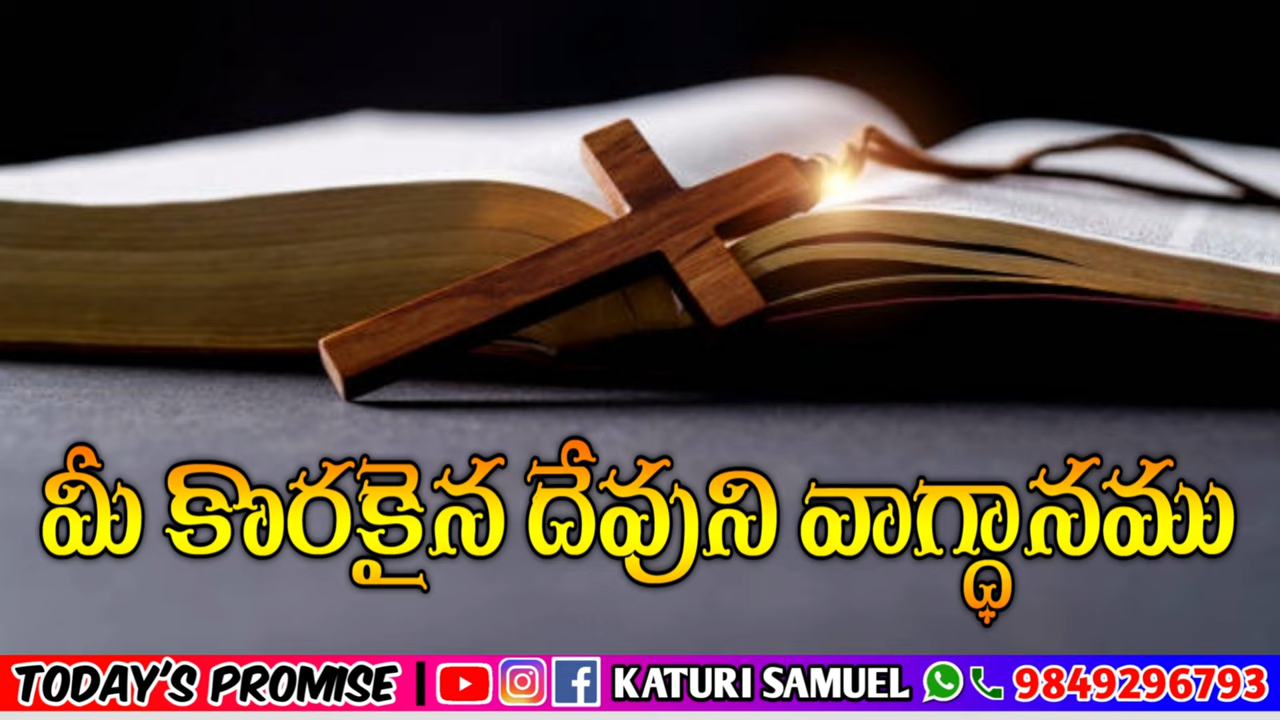 మీ కొరకైన దేవుని వాగ్ధానము
TODAY'S PROMISE | KATURI SAMUEL 9849296793